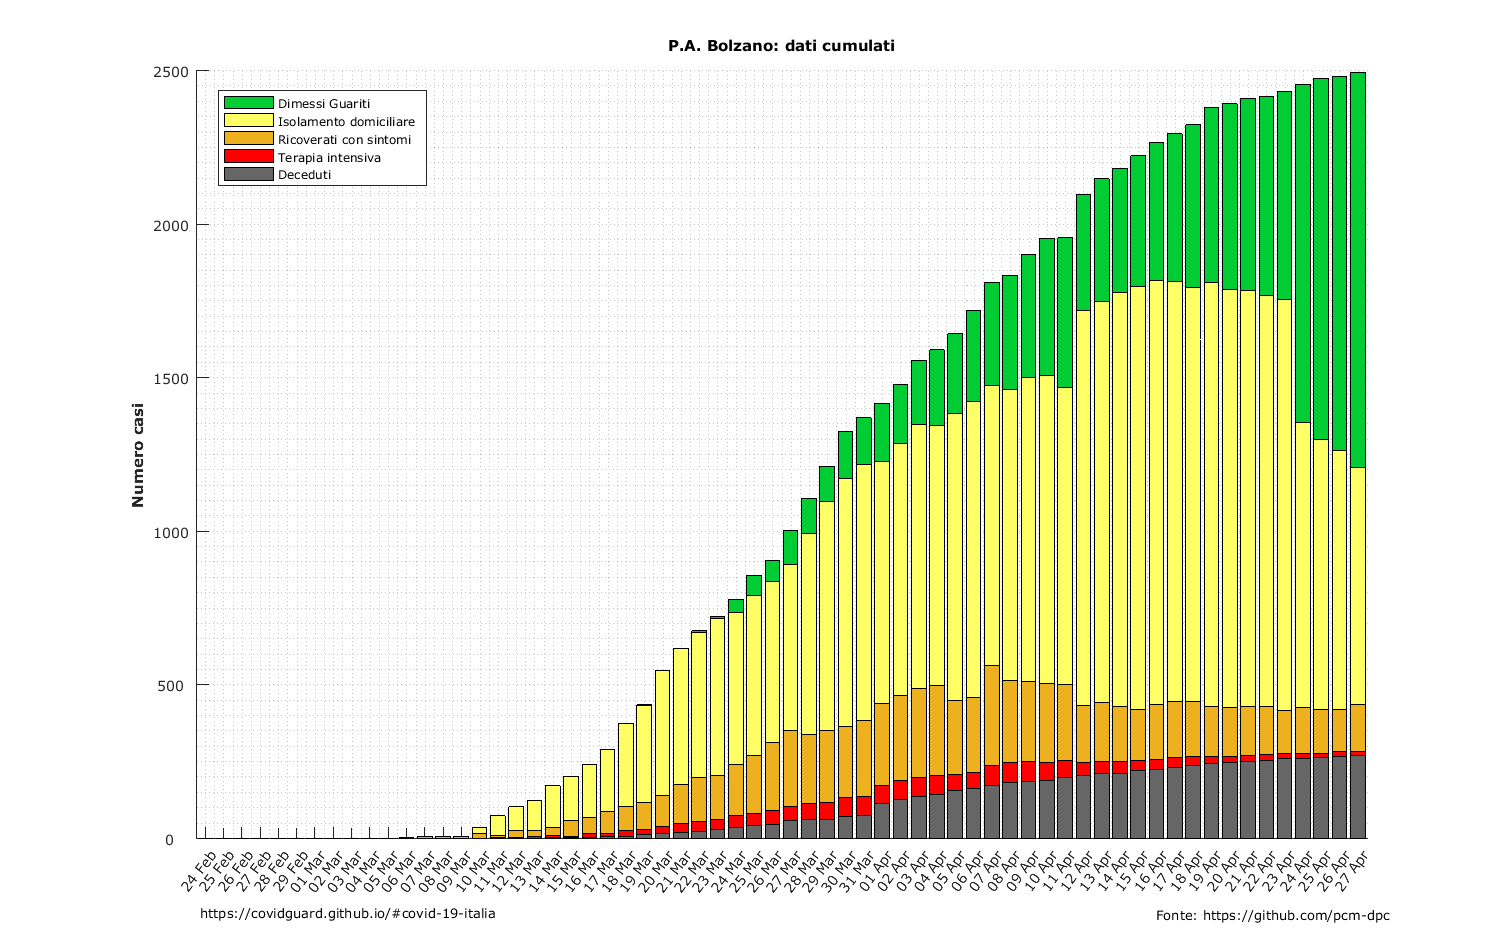 P.A. Bolzano: dati cumulati
2500
2000
1500
1000
500
0
Numero casi
Dimessi Guariti
Isolamento domiciliare
Ricoverati con sintomi
Terapia intensiva
Deceduti
24 Feb
25 Feb
26 Feb
27 Feb
28 Feb
29 Feb
01 Mar
02 Mar
03 Mar
04 Mar
05 Mar
06 Mar
07 Mar
08 Mar
09 Mar
10 Mar
11 Mar
12 Mar
13 Mar
14 Mar
15 Mar
16 Mar
17 Mar
18 Mar
19 Mar
20 Mar
21 Mar
22 Mar
23 Mar
24 Mar
25 Mar
26 Mar
27 Mar
28 Mar
29 Mar
30 Mar
31 Mar
01 Apr
02 Apr
03 Apr
04 Apr
05 Apr
06 Apr
07 Apr
08 Apr
09 Apr
10 Apr
11 Apr
12 Apr
13 Apr
14 Apr
15 Apr
16 Apr
17 Apr
18 Apr
19 Apr
20 Apr
21 Apr
22 Apr
23 Apr
24 Apr
25 Apr
26 Apr
27 Apr
https://covidguard.github.io/#covid-19-italia
Fonte: https://github.com/pcm-dpc